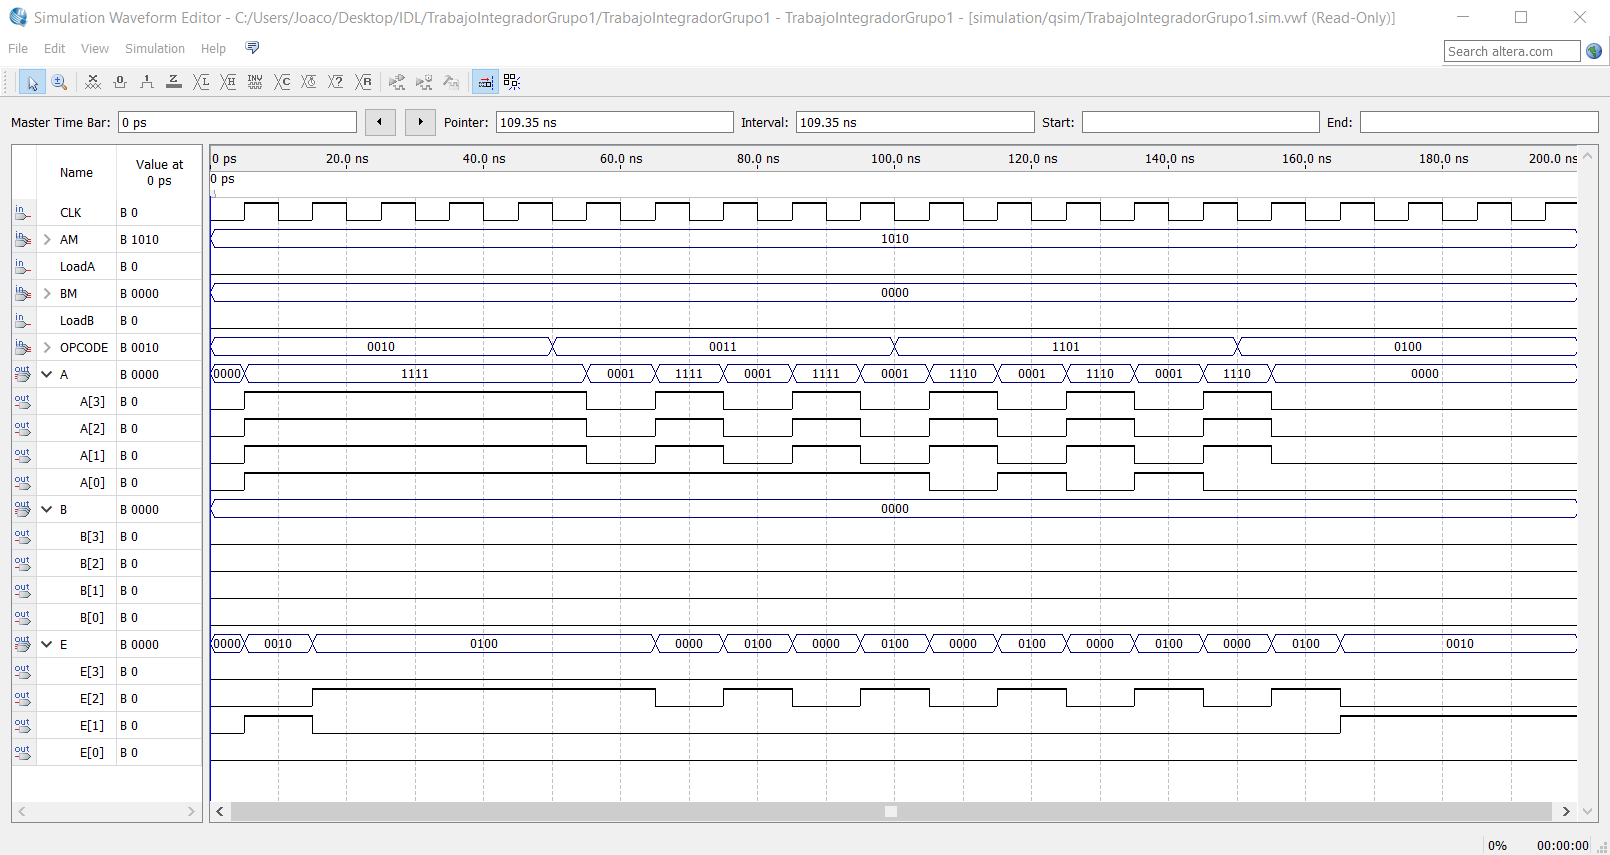 Simulation Waveform Editor - C:/Users/Joaco/Desktop/IDL/TrabajoIntegradorGrupo1/TrabajoIntegradorGrupo1 - TrabajoIntegradorGrupo1 - [simulation/qsim/TrabajoIntegradorGrupo1.sim.vwf (Read-Only)]
File Edit View Simulation Help
Search altera.com
Master Time Bar: 0 ps Pointer: 109.35 ns Interval: 109.35 ns Start: End:
Name Value at 0 ps
0 ps 20.0 ns 40.0 ns 60.0 ns 80.0 ns 100.0 ns 120.0 ns 140.0 ns 160.0 ns 180.0 ns 200.0 ns
0 ps
in CLK B 0
in AM B 1010 1010
in LoadA B 0
in BM B 0000 0000
in LoadB B 0
in OPCODE B 0010 0010 0011 1101 0100
out A B 0000 0000 1111 0001 1111 0001 1111 0001 1110 0001 1110 0001 1110 0000
out A[3] B 0
out A[2] B 0
out A[1] B 0
out A[0] B 0
out B B 0000 0000
out B[3] B 0
out B[2] B 0
out B[1] B 0
out B[0] B 0
out E B 0000 0000 0010 0100 0000 0100 0000 0100 0000 0100 0000 0100 0000 0100 0010
out E[3] B 0
out E[2] B 0
out E[1] B 0
out E[0] B 0
0% 00:00:00